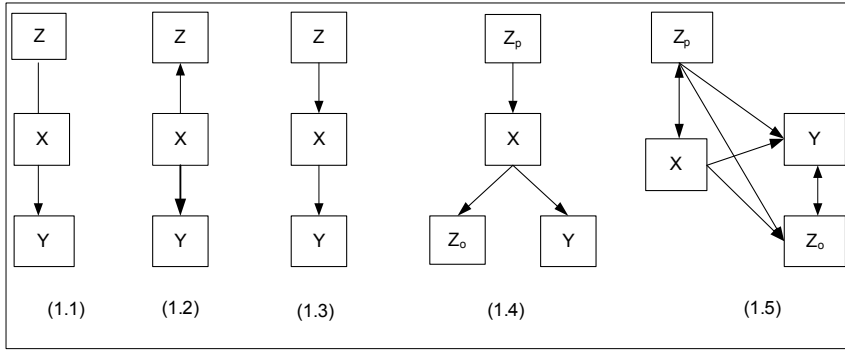 Z
X
Y
(1.1)
Z
X
Y
(1.2)
Z
X
Y
(1.3)
Zp
X
Zo
Y
(1.4)
Zp
X
Y
Zo
(1.5)